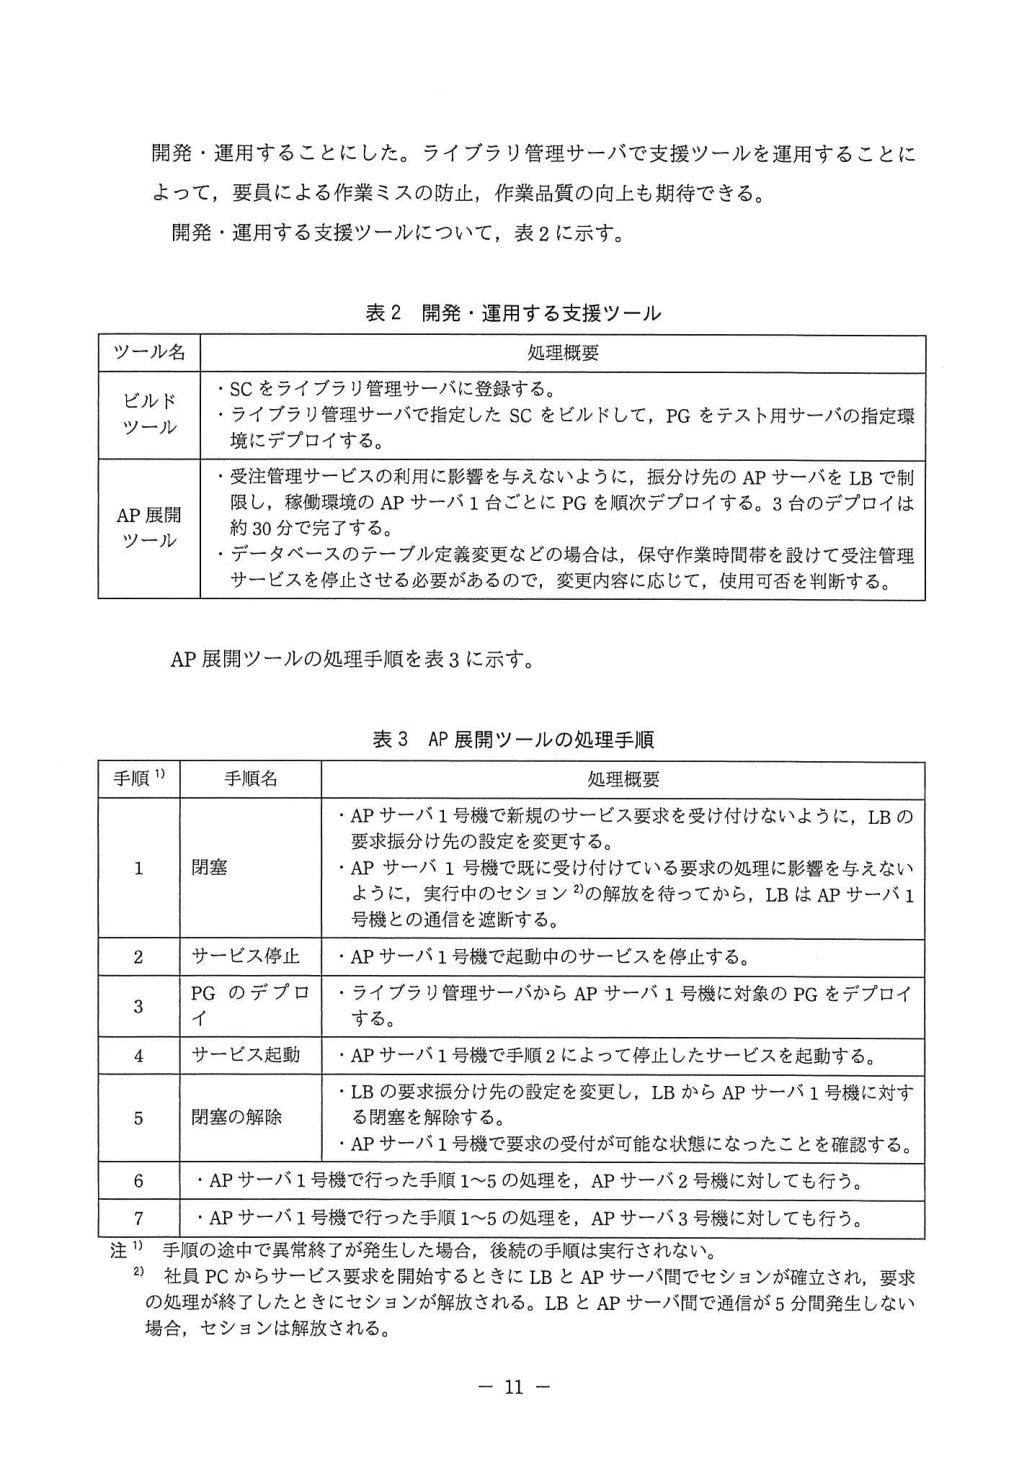 開発・運用することにした。ライブラリ管理サーバで支援ツールを運用することに
よって，要員による作業ミスの防止，作業品質の向上も期待できる。
開発・運用する支援ツールについて，表2に示す。
表2　開発・運用する支援ツール
ツール名　処理概要
ビルド
ツール
・SC をライブラリ管理サーバに登録する。
・ライブラリ管理サーバで指定した SC をビルドして，PG をテスト用サーバの指定環
境にデプロイする。
AP 展開
ツール
・受注管理サービスの利用に影響を与えないように，振分け先の AP サーバを LB で制
限し，稼働環境の AP サーバ 1 台ごとに PG を順次デプロイする。3 台のデプロイは
約 30 分で完了する。
・データベースのテーブル定義変更などの場合は，保守作業時間帯を設けて受注管理
サービスを停止させる必要があるので，変更内容に応じて，使用可否を判断する。
AP 展開ツールの処理手順を表3に示す。
表3　AP 展開ツールの処理手順
手順 1)　手順名　処理概要
1　閉塞
・AP サーバ 1 号機で新規のサービス要求を受け付けないように，LB の
要求振分け先の設定を変更する。
・AP サーバ 1 号機で既に受け付けている要求の処理に影響を与えない
ように，実行中のセション 2)の解放を待ってから，LB は AP サーバ 1
号機との通信を遮断する。
2　サービス停止　・AP サーバ 1 号機で起動中のサービスを停止する。
3　PG のデプロ
イ
・ライブラリ管理サーバから AP サーバ 1 号機に対象の PG をデプロイ
する。
4　サービス起動　・AP サーバ 1 号機で手順 2 によって停止したサービスを起動する。
5　閉塞の解除
・LB の要求振分け先の設定を変更し，LB から AP サーバ 1 号機に対す
る閉塞を解除する。
・AP サーバ 1 号機で要求の受付が可能な状態になったことを確認する。
6　・AP サーバ 1 号機で行った手順 1～5 の処理を，AP サーバ 2 号機に対しても行う。
7　・AP サーバ 1 号機で行った手順 1～5 の処理を，AP サーバ 3 号機に対しても行う。
注 1)　手順の途中で異常終了が発生した場合，後続の手順は実行されない。
2)　社員 PC からサービス要求を開始するときに LB と AP サーバ間でセションが確立され，要求
の処理が終了したときにセションが解放される。LB と AP サーバ間で通信が 5 分間発生しない
場合，セションは解放される。
－ 11 －